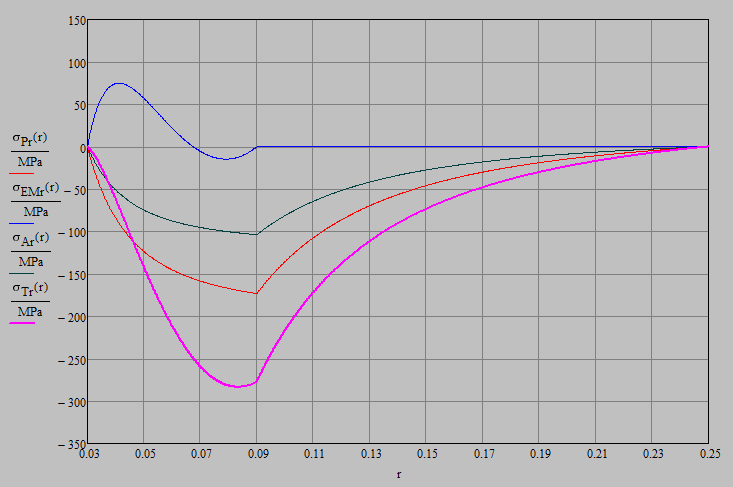 150
100
50
0
− 50
− 100
− 150
− 200
− 250
− 300
− 350
σPr(r)
MPa
σEMr(r)
MPa
σAr(r)
MPa
σTr(r)
MPa
0.03 0.05 0.07 0.09 0.11 0.13 0.15 0.17 0.19 0.21 0.23 0.25
r